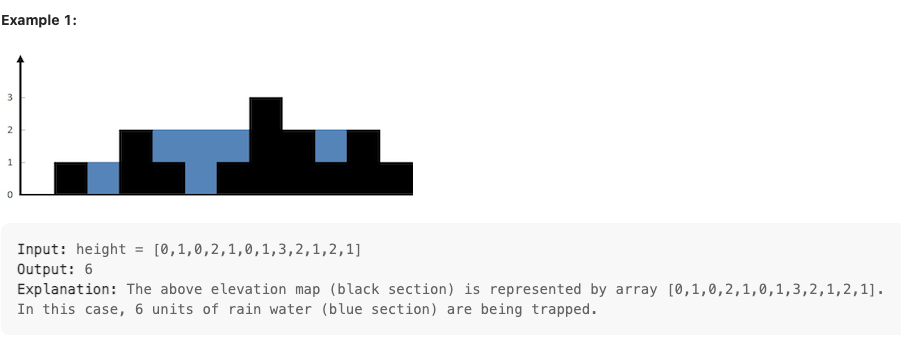 Example 1:
3
2
1
0
Input: height = [0,1,0,2,1,0,1,3,2,1,2,1]
Output: 6
Explanation: The above elevation map (black section) is represented by array [0,1,0,2,1,0,1,3,2,1,2,1].
In this case, 6 units of rain water (blue section) are being trapped.